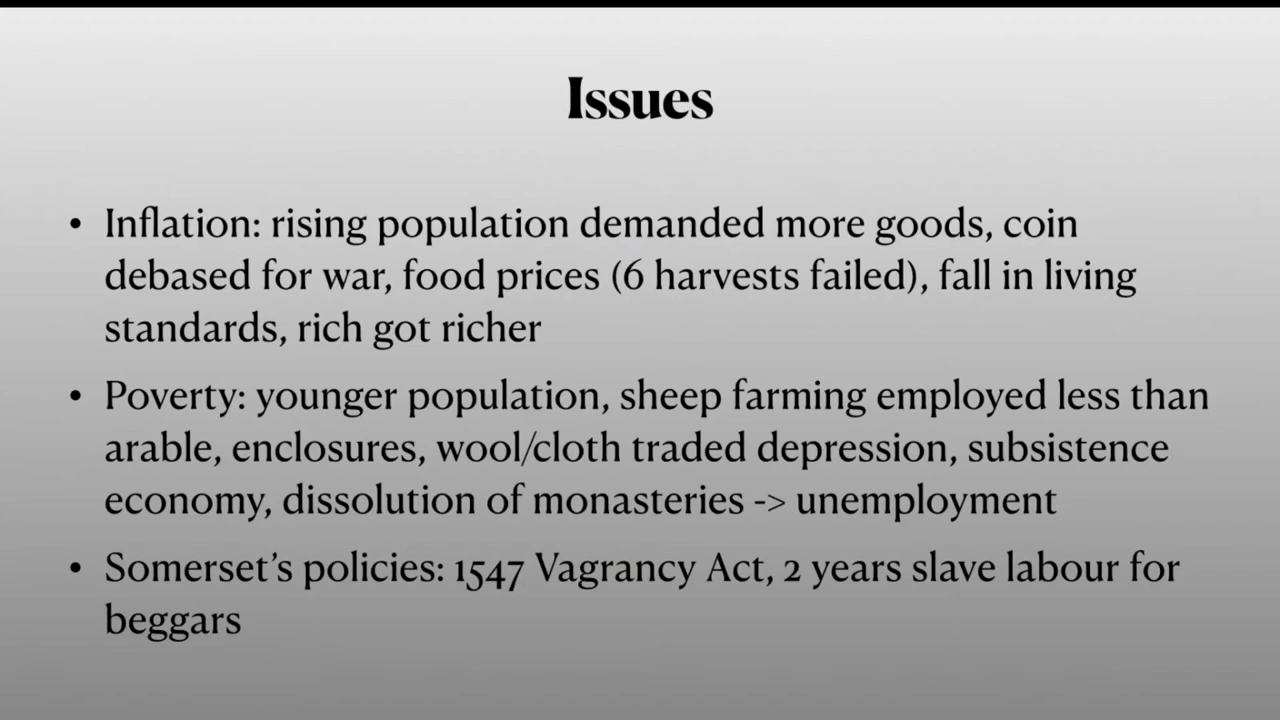 Issues
• Inflation: rising population demanded more goods, coin
debased for war, food prices (6 harvests failed), fall in living
standards, rich got richer
• Poverty: younger population, sheep farming employed less than
arable, enclosures, wool/cloth traded depression, subsistence
economy, dissolution of monasteries -> unemployment
• Somerset’s policies: 1547 Vagrancy Act, 2 years slave labour for
beggars